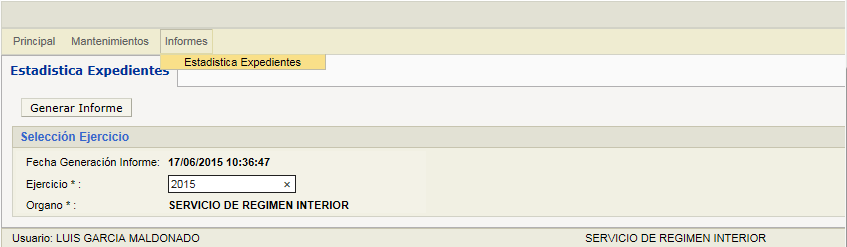 Principal Mantenimientos Informes
Estadistica Expedientes
Estadistica Expedientes
Generar Informe
Selección Ejercicio
Fecha Generación Informe: 17/06/2015 10:36:47
Ejercicio * : 2015 ×
Organo * : SERVICIO DE REGIMEN INTERIOR
Usuario: LUIS GARCIA MALDONADO SERVICIO DE REGIMEN INTERIOR